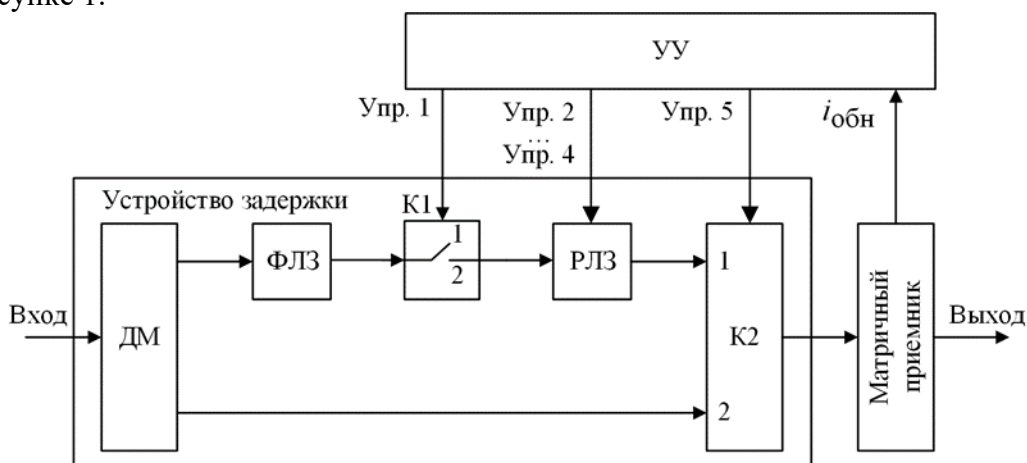 сунке 1.
УУ
Упр. 1
Упр. 2
...
Упр. 4
Упр. 5
iобн
Устройство задержки
К1
1
2
ФЛЗ
РЛЗ
1
Вход
ДМ
К2
2
Матричный приемник
Выход